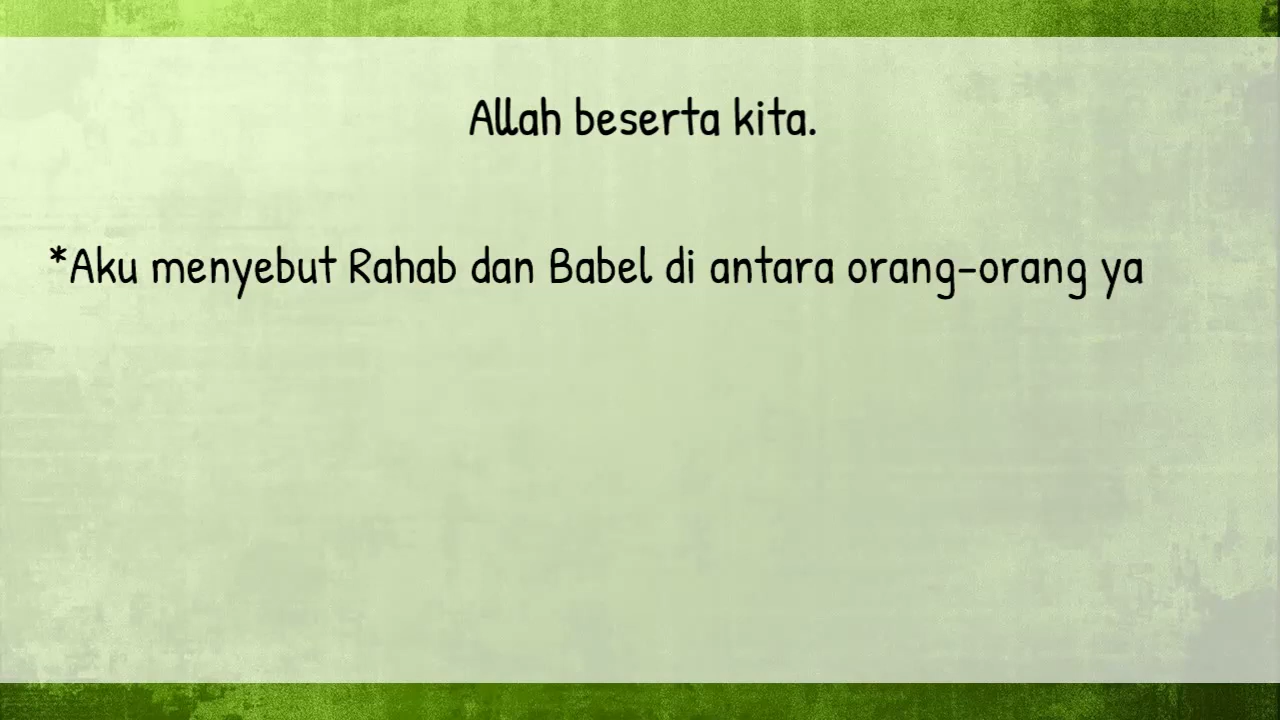 Allah beserta kita.
*Aku menyebut Rahab dan Babel di antara orang-orang ya